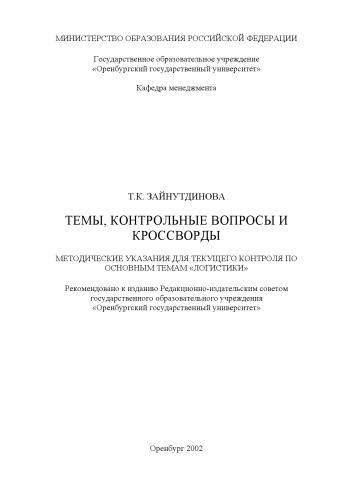 МИНИСТЕРСТВО ОБРАЗОВАНИЯ РОССИЙСКОЙ ФЕДЕРАЦИИ
Государственное образовательное учреждение
«Оренбургский государственный университет»
Кафедра менеджмента
Т.К. ЗАЙНУТДИНОВА
ТЕМЫ, КОНТРОЛЬНЫЕ ВОПРОСЫ И
КРОССВОРДЫ
МЕТОДИЧЕСКИЕ УКАЗАНИЯ ДЛЯ ТЕКУЩЕГО КОНТРОЛЯ ПО
ОСНОВНЫМ ТЕМАМ «ЛОГИСТИКИ»
Рекомендовано к изданию Редакционно-издательским советом
государственного образовательного учреждения
«Оренбургский государственный университет»
Оренбург 2002